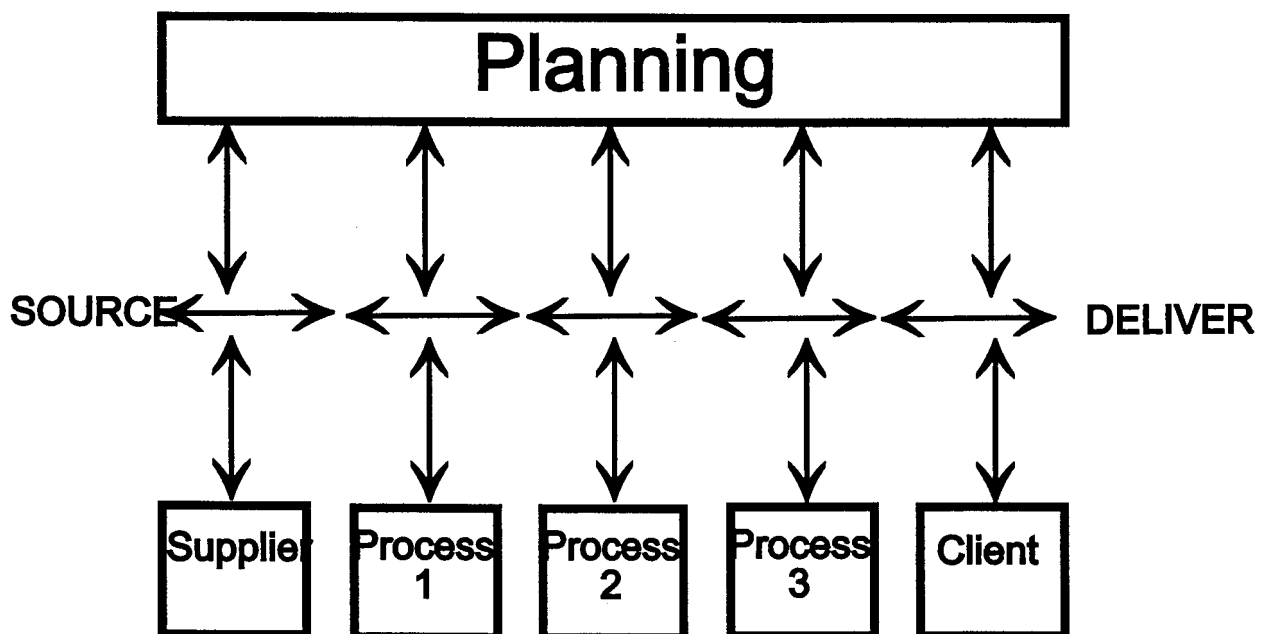 Planning
SOURCE
DELIVER
Supplier
Process
1
Process
2
Process
3
Client